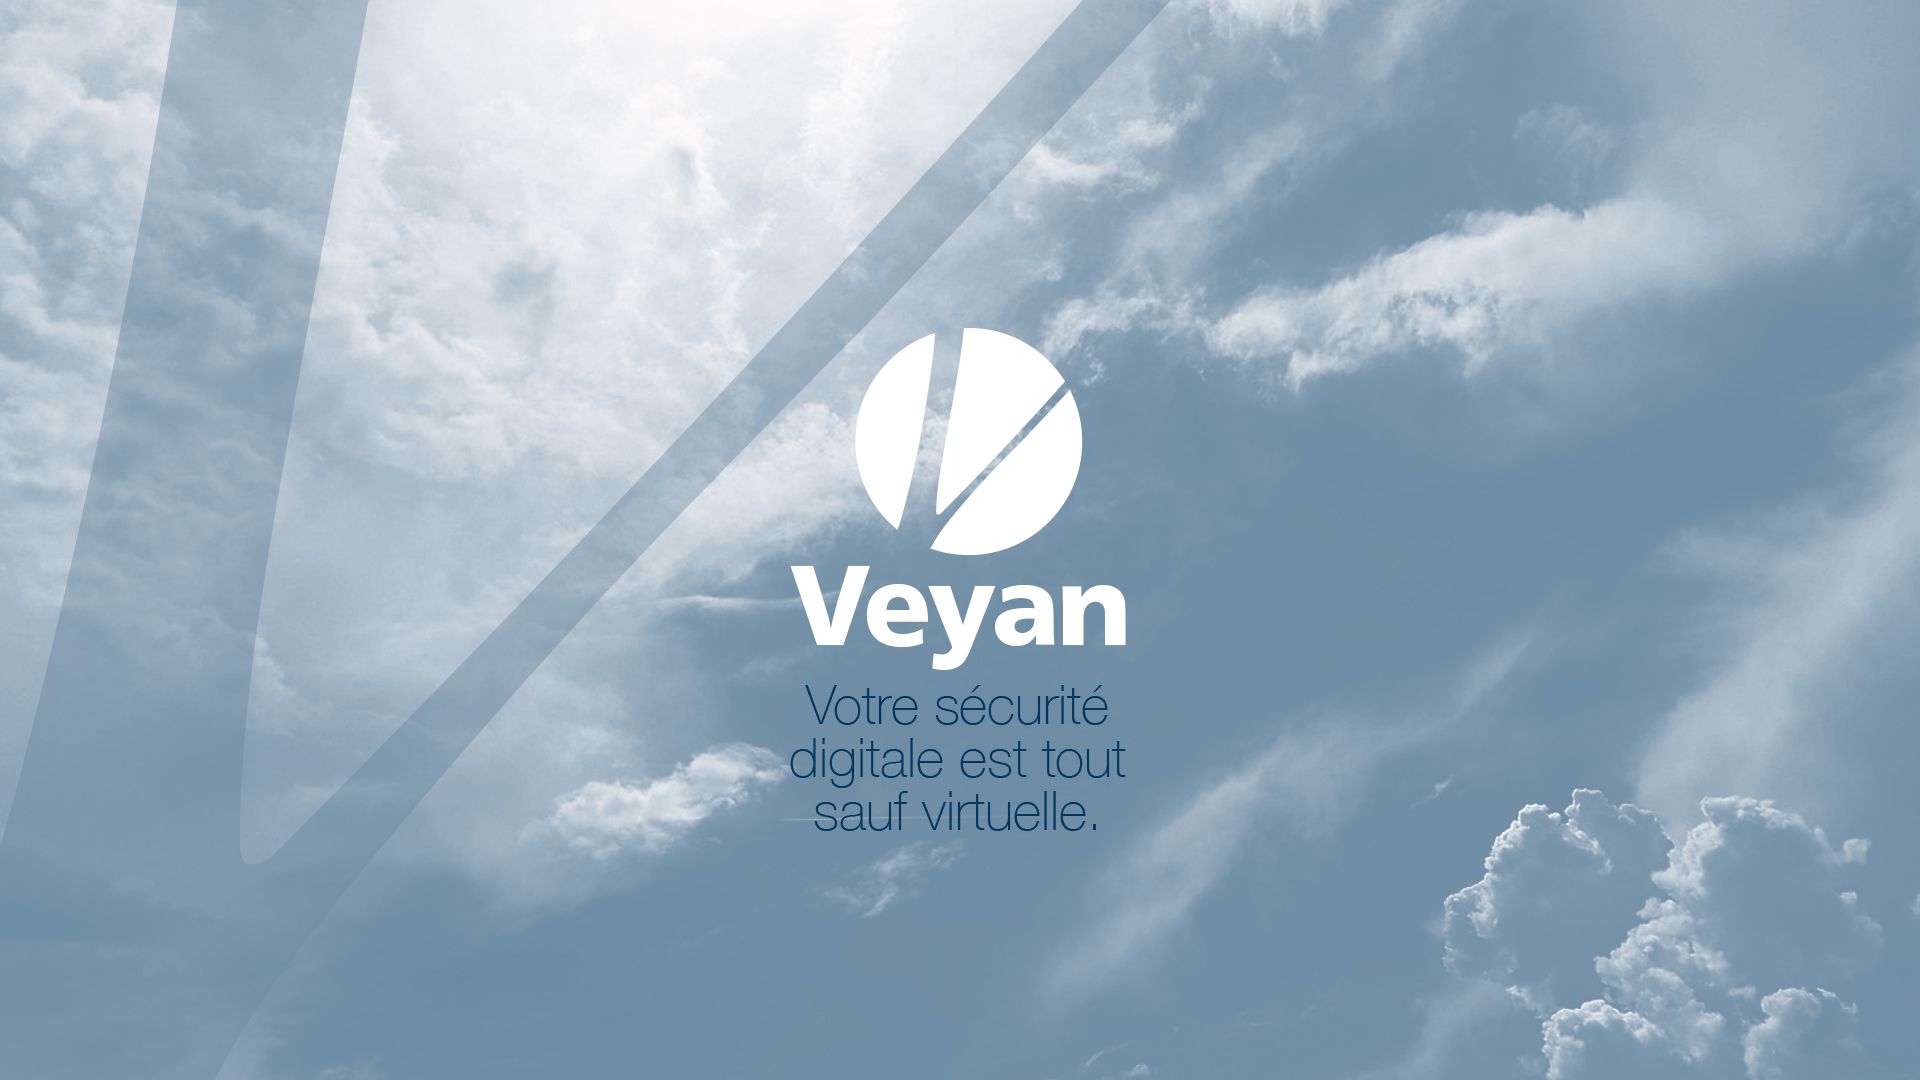 Veyan
Votre sécurité
digitale est tout
sauf virtuelle.